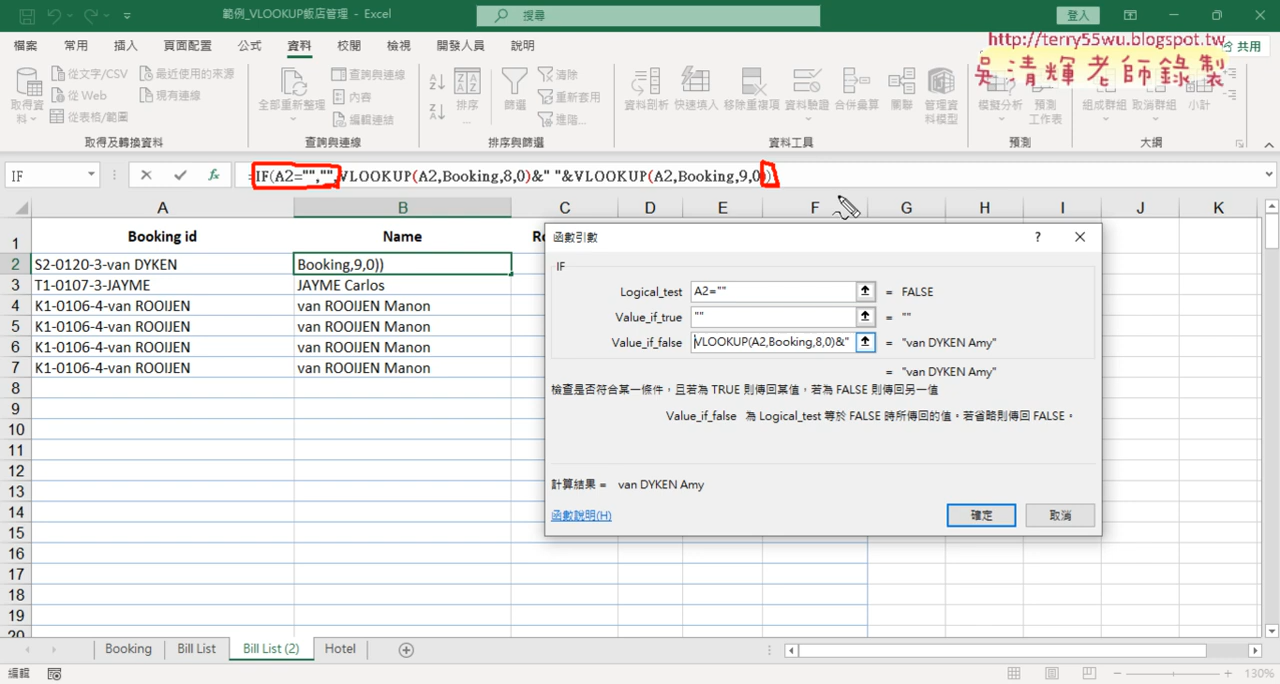 範例_VLOOKUP飯店管理 - Excel
搜尋
登入
檔案 常用 插入 頁面配置 公式 資料 校閱 檢視 開發人員 說明
共用
http://terry55wu.blogspot.tw
吳清輝老師錄製
取得資料
從文字/CSV
從 Web
從表格/範圍
最近使用的來源
現有連線
取得及轉換資料
全部重新整理
查詢與連線
內容
編輯連結
查詢與連線
排序
篩選
清除
重新套用
進階...
排序與篩選
資料剖析 快速填入 移除重複項 資料驗證 合併彙算 關聯 管理資料模型
資料工具
模擬分析 預測工作表
預測
組成群組 取消群組 小計
大綱
IF
fx
=IF(A2="","",VLOOKUP(A2,Booking,8,0)&" "&VLOOKUP(A2,Booking,9,0))
A B C D E F G H I J K
1 Booking id Name
2 S2-0120-3-van DYKEN Booking,9,0))
3 T1-0107-3-JAYME JAYME Carlos
4 K1-0106-4-van ROOIJEN van ROOIJEN Manon
5 K1-0106-4-van ROOIJEN van ROOIJEN Manon
6 K1-0106-4-van ROOIJEN van ROOIJEN Manon
7 K1-0106-4-van ROOIJEN van ROOIJEN Manon
8
9
10
11
12
13
14
15
16
17
18
19
20
函數引數 ?
IF
Logical_test A2="" = FALSE
Value_if_true "" = ""
Value_if_false VLOOKUP(A2,Booking,8,0)&" = "van DYKEN Amy"
= "van DYKEN Amy"
檢查是否符合某一條件，且若為 TRUE 則傳回某值，若為 FALSE 則傳回另一值
Value_if_false 為 Logical_test 等於 FALSE 時所傳回的值。若省略則傳回 FALSE。
計算結果 = van DYKEN Amy
函數說明(H)
確定 取消
Booking Bill List Bill List (2) Hotel
編輯
130%